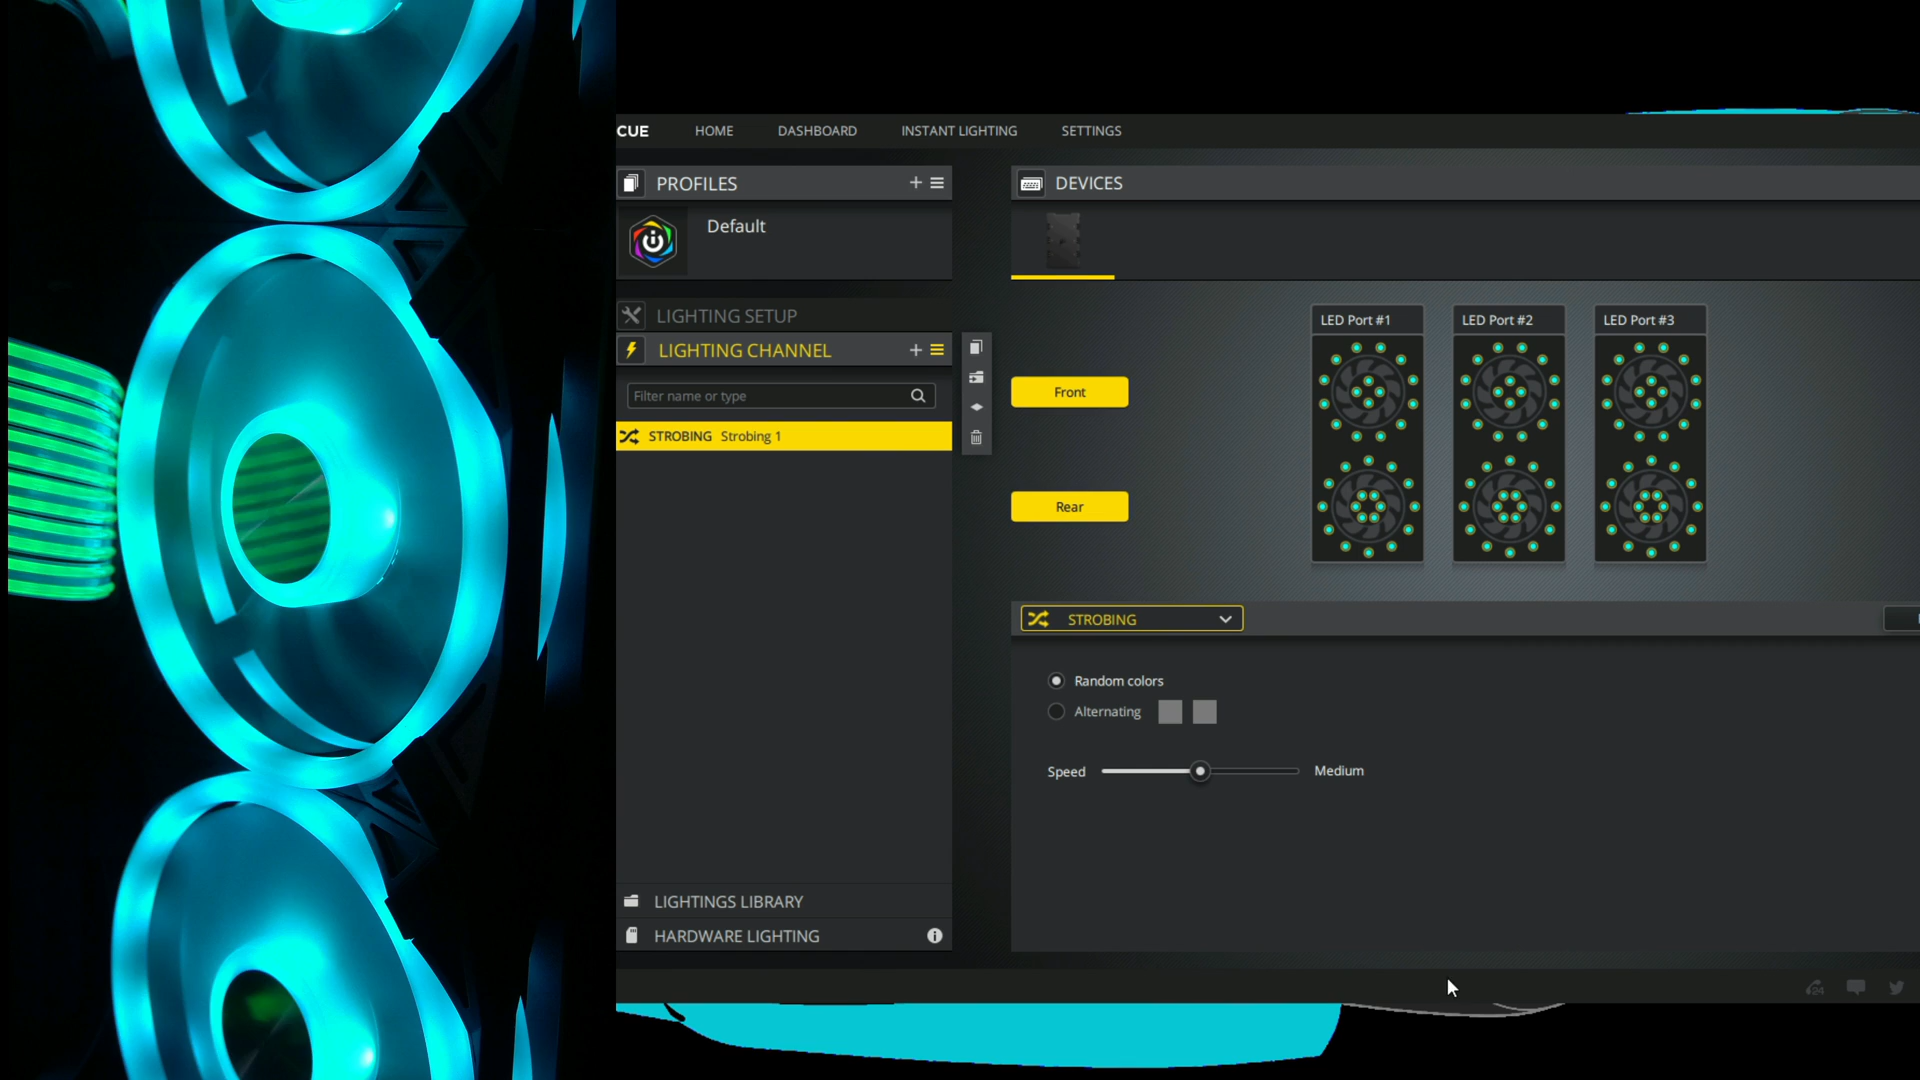 CUE HOME DASHBOARD INSTANT LIGHTING SETTINGS
PROFILES
Default
LIGHTING SETUP
LIGHTING CHANNEL
Filter name or type
STROBING Strobing 1
LIGHTINGS LIBRARY
HARDWARE LIGHTING
DEVICES
LED Port #1 LED Port #2 LED Port #3
Front
Rear
STROBING
Random colors
Alternating
Speed Medium
24